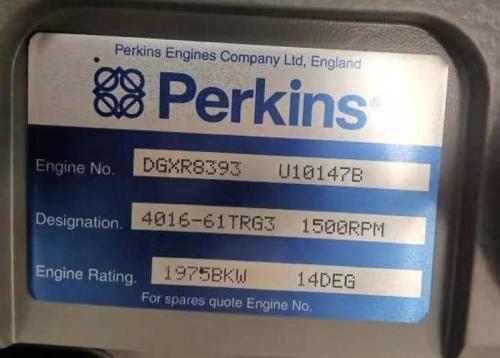 Perkins Engines Company Ltd, England
Perkins®
Engine No. DGXR8393 U10147B
Designation. 4016-61TRG3 1500RPM
Engine Rating. 1975BKW 14DEG
For spares quote Engine No.